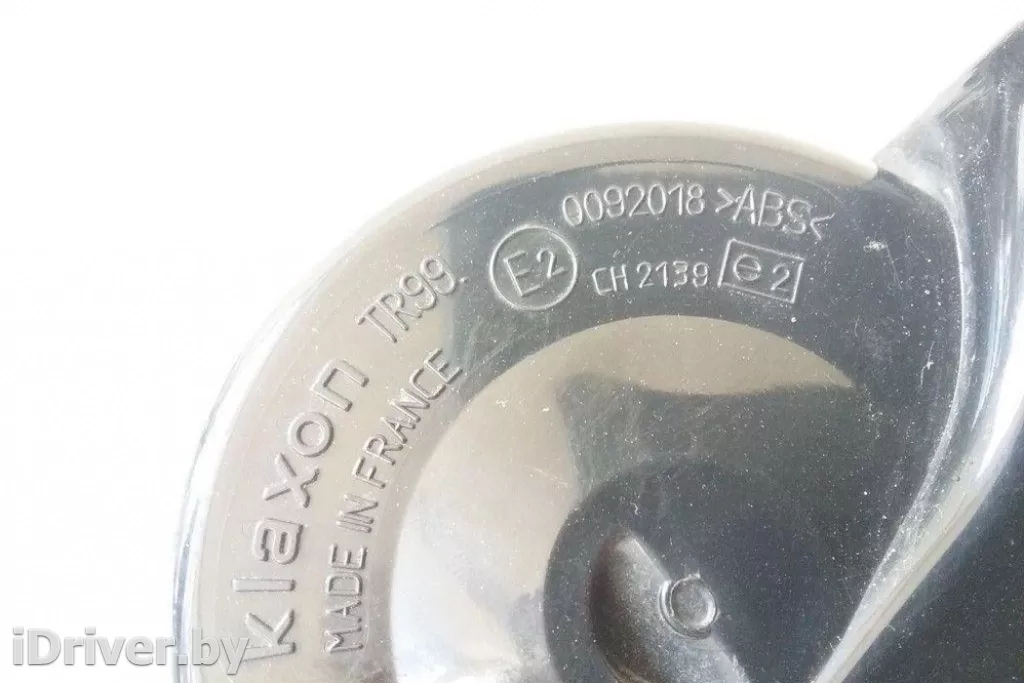 klaxon TR99
MADE IN FRANCE
E2
0092018 >ABS<
CH 2139 e2
iDriver.by